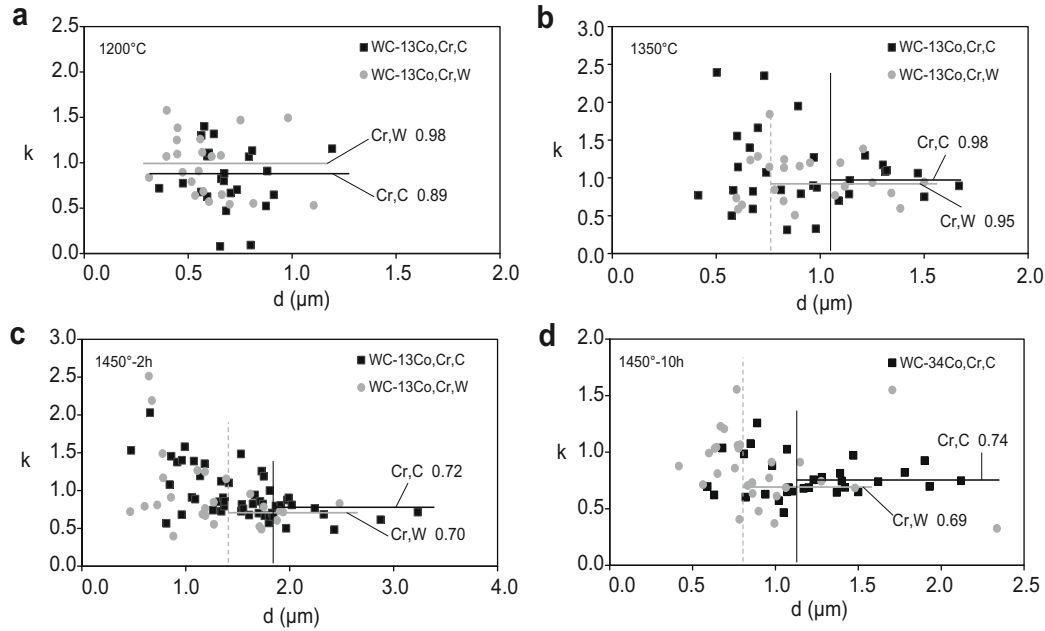 a
2.5
2.0
1.5
1.0
0.5
0.0
k
1200°C
WC-13Co,Cr,C
WC-13Co,Cr,W
Cr,W 0.98
Cr,C 0.89
0.0 0.5 1.0 1.5 2.0
d (µm)
b
3.0
2.5
2.0
1.5
1.0
0.5
0.0
k
1350°C
WC-13Co,Cr,C
WC-13Co,Cr,W
Cr,C 0.98
Cr,W 0.95
0.0 0.5 1.0 1.5 2.0
d (µm)
c
3.0
2.5
2.0
1.5
1.0
0.5
0.0
k
1450°-2h
WC-13Co,Cr,C
WC-13Co,Cr,W
Cr,C 0.72
Cr,W 0.70
0.0 1.0 2.0 3.0 4.0
d (µm)
d
2.0
1.5
1.0
0.5
0.0
k
1450°-10h
WC-34Co,Cr,C
Cr,C 0.74
Cr,W 0.69
0.0 0.5 1.0 1.5 2.0 2.5
d (µm)